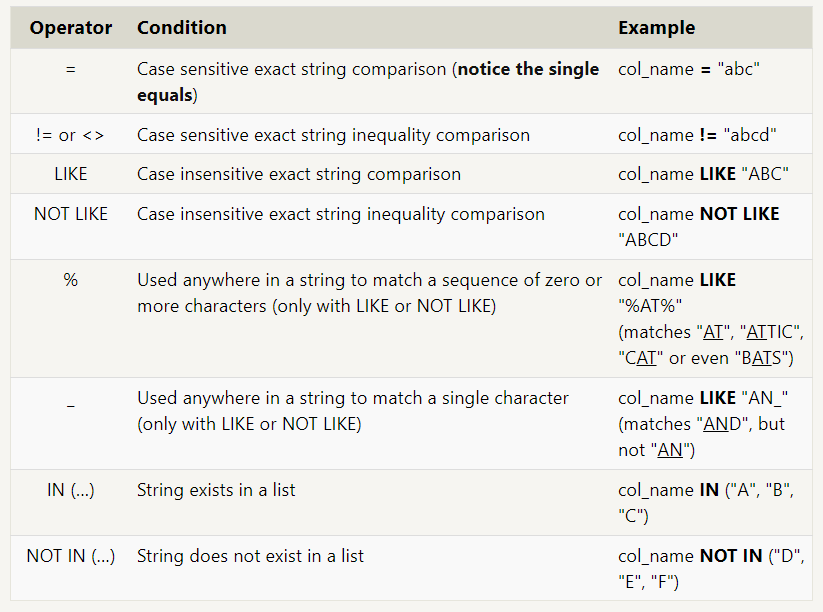 Operator Condition Example
= Case sensitive exact string comparison (notice the single equals) col_name = "abc"
!= or <> Case sensitive exact string inequality comparison col_name != "abcd"
LIKE Case insensitive exact string comparison col_name LIKE "ABC"
NOT LIKE Case insensitive exact string inequality comparison col_name NOT LIKE "ABCD"
% Used anywhere in a string to match a sequence of zero or more characters (only with LIKE or NOT LIKE) col_name LIKE "%AT%" (matches "AT", "ATTIC", "CAT" or even "BATS")
_ Used anywhere in a string to match a single character (only with LIKE or NOT LIKE) col_name LIKE "AN_" (matches "AND", but not "AN")
IN (…) String exists in a list col_name IN ("A", "B", "C")
NOT IN (…) String does not exist in a list col_name NOT IN ("D", "E", "F")